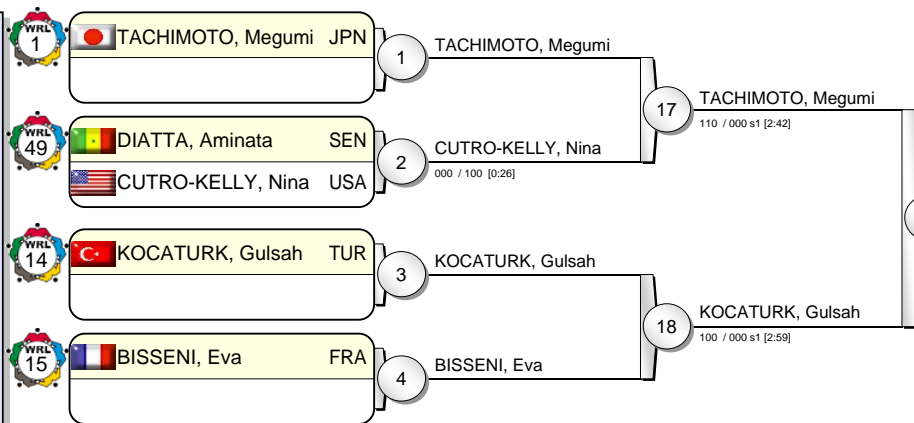 WRL
1
TACHIMOTO, Megumi JPN
1
TACHIMOTO, Megumi
17
TACHIMOTO, Megumi
110 / 000 s1 [2:42]
WRL
49
DIATTA, Aminata SEN
CUTRO-KELLY, Nina USA
2
CUTRO-KELLY, Nina
000 / 100 [0:26]
WRL
14
KOCATURK, Gulsah TUR
3
KOCATURK, Gulsah
18
KOCATURK, Gulsah
100 / 000 s1 [2:59]
WRL
15
BISSENI, Eva FRA
4
BISSENI, Eva